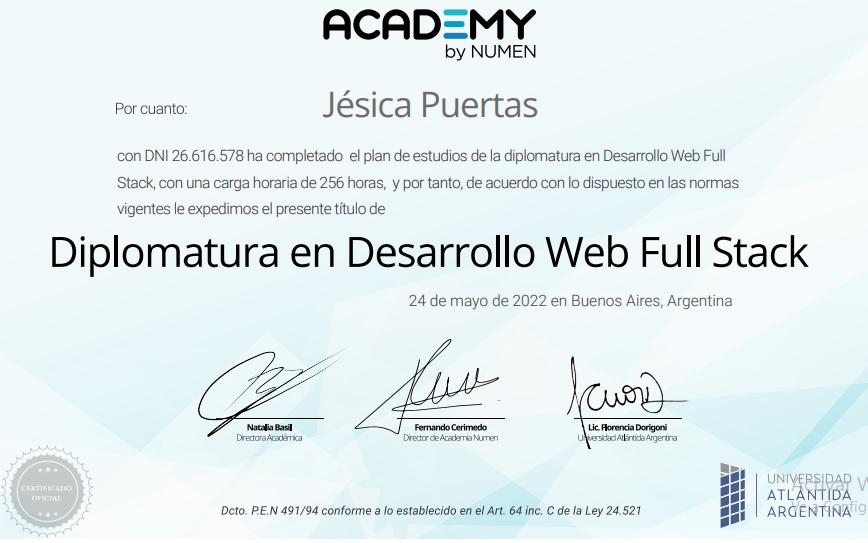 ACADEMY
by NUMEN
Por cuanto:
Jésica Puertas
con DNI 26.616.578 ha completado el plan de estudios de la diplomatura en Desarrollo Web Full
Stack, con una carga horaria de 256 horas, y por tanto, de acuerdo con lo dispuesto en las normas
vigentes le expedimos el presente título de
Diplomatura en Desarrollo Web Full Stack
24 de mayo de 2022 en Buenos Aires, Argentina
Natalia Basil
Directora Académica
Fernando Cerimedo
Director de Academia Numen
Lic. Florencia Dorigoni
Universidad Atlántida Argentina
CERTIFICADO
OFICIAL
Dcto. P.E.N 491/94 conforme a lo establecido en el Art. 64 inc. C de la Ley 24.521
UNIVERSIDAD
ATLÁNTIDA
ARGENTINA
Activar W